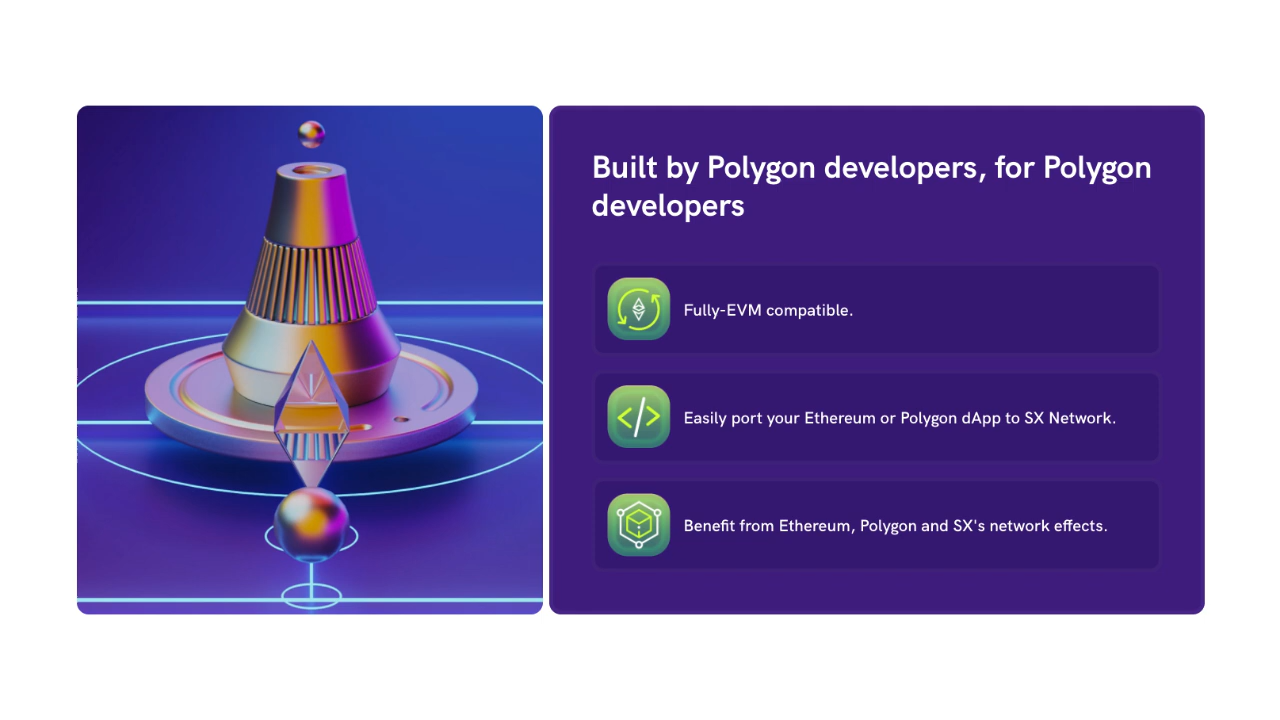 Built by Polygon developers, for Polygon
developers
Fully-EVM compatible.
Easily port your Ethereum or Polygon dApp to SX Network.
Benefit from Ethereum, Polygon and SX's network effects.